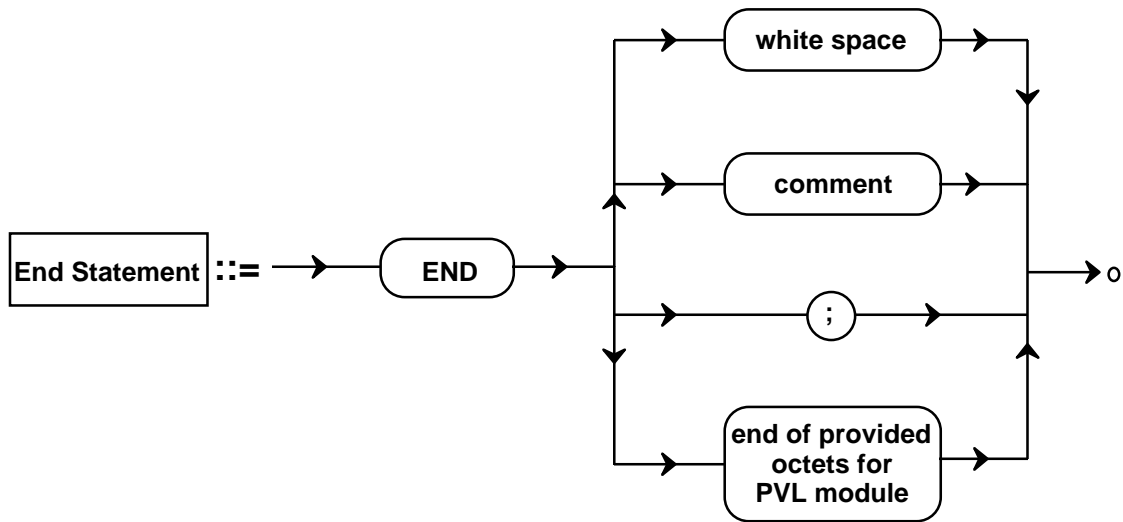 white space
comment
End Statement ::= END
;
end of provided
octets for
PVL module